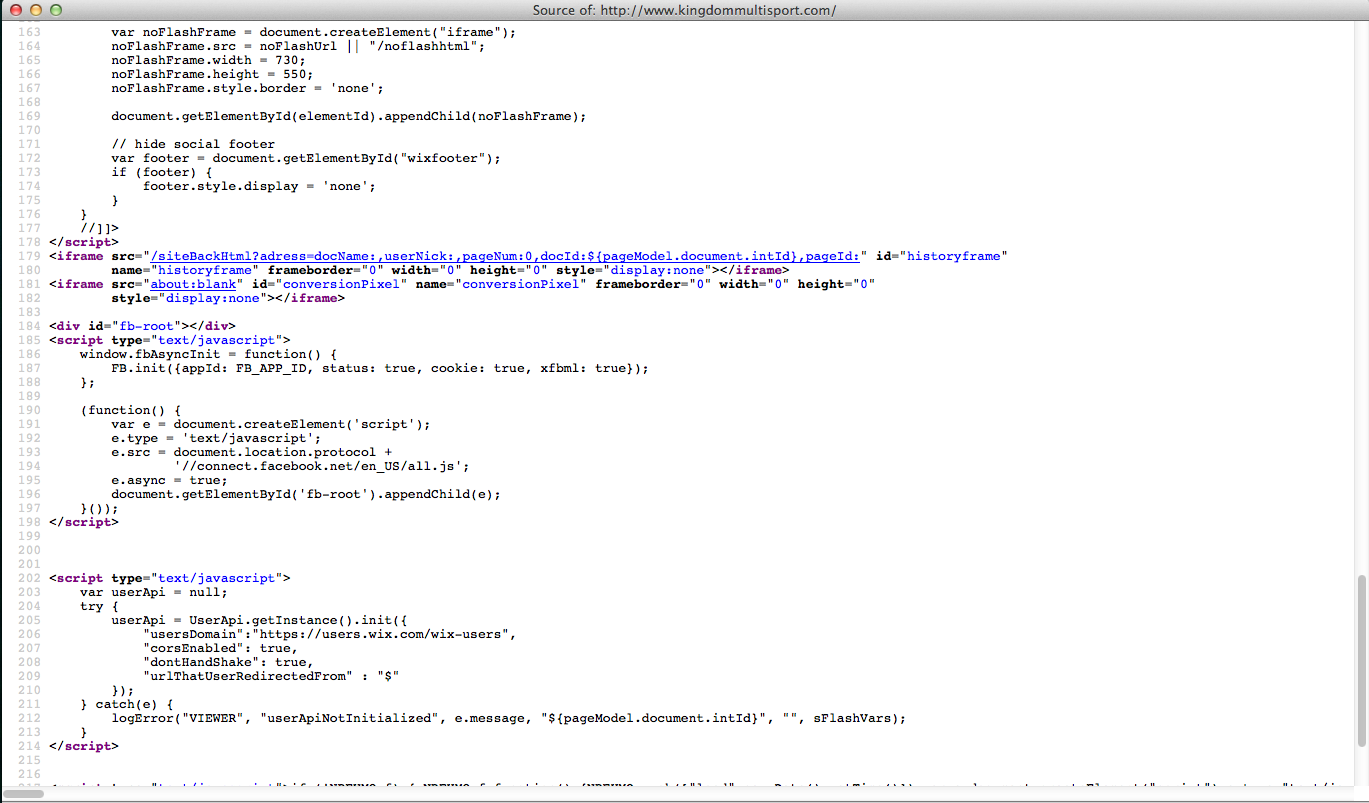 Source of: http://www.kingdommultisport.com/
163         var noFlashFrame = document.createElement("iframe");
164         noFlashFrame.src = noFlashUrl || "/noflashhtml";
165         noFlashFrame.width = 730;
166         noFlashFrame.height = 550;
167         noFlashFrame.style.border = 'none';
168
169         document.getElementById(elementId).appendChild(noFlashFrame);
170
171         // hide social footer
172         var footer = document.getElementById("wixfooter");
173         if (footer) {
174             footer.style.display = 'none';
175         }
176     }
177     //]]>
178 </script>
179 <iframe src="/siteBackHtml?adress=docName:,userNick:,pageNum:0,docId:${pageModel.document.intId},pageId:" id="historyframe"
180         name="historyframe" frameborder="0" width="0" height="0" style="display:none"></iframe>
181 <iframe src="about:blank" id="conversionPixel" name="conversionPixel" frameborder="0" width="0" height="0"
182         style="display:none"></iframe>
183
184 <div id="fb-root"></div>
185 <script type="text/javascript">
186     window.fbAsyncInit = function() {
187         FB.init({appId: FB_APP_ID, status: true, cookie: true, xfbml: true});
188     };
189
190     (function() {
191         var e = document.createElement('script');
192         e.type = 'text/javascript';
193         e.src = document.location.protocol +
194                 '//connect.facebook.net/en_US/all.js';
195         e.async = true;
196         document.getElementById('fb-root').appendChild(e);
197     }());
198 </script>
199
200
201
202 <script type="text/javascript">
203     var userApi = null;
204     try {
205         userApi = UserApi.getInstance().init({
206             "usersDomain":"https://users.wix.com/wix-users",
207             "corsEnabled": true,
208             "dontHandShake": true,
209             "urlThatUserRedirectedFrom" : "$"
210         });
211     } catch(e) {
212         logError("VIEWER", "userApiNotInitialized", e.message, "${pageModel.document.intId}", "", sFlashVars);
213     }
214 </script>
215
216